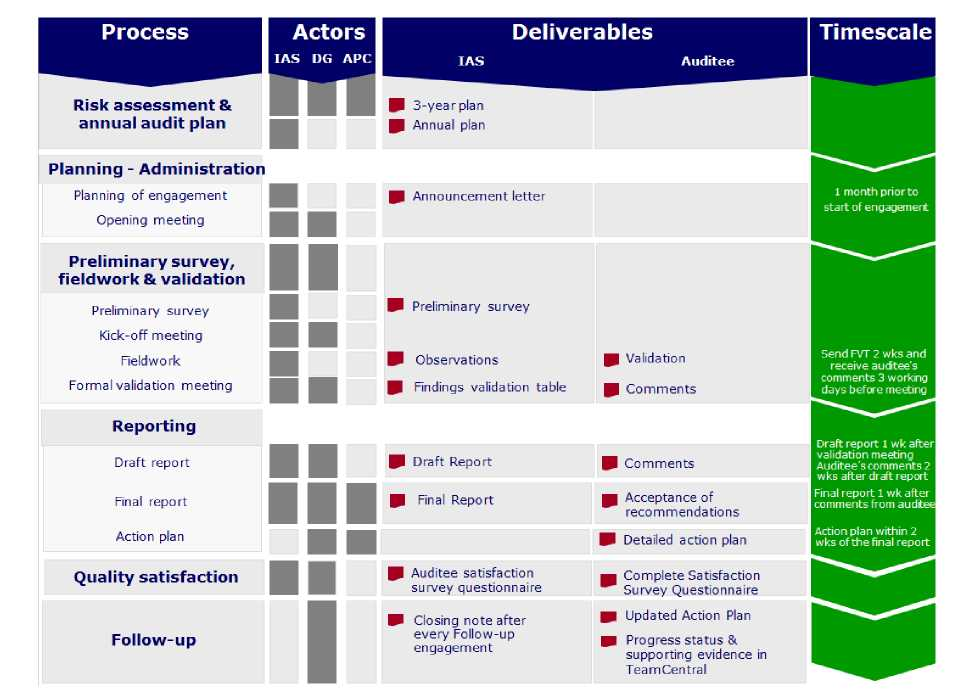 Process
Actors
Deliverables
Timescale
IAS DG APC
IAS
Auditee
Risk assessment &
annual audit plan
3-year plan
Annual plan
Planning - Administration
Planning of engagement
Announcement letter
1 month prior to
start of engagement
Opening meeting
Preliminary survey,
fieldwork & validation
Preliminary survey
Preliminary survey
Kick-off meeting
Fieldwork
Observations
Validation
Formal validation meeting
Findings validation table
Comments
Send FVT 2 wks and
receive auditee's
comments 3 working
days before meeting
Reporting
Draft report
Draft Report
Comments
Draft report 1 wk after
validation meeting
Auditee's comments 2
wks after draft report
Final report
Final Report
Acceptance of
recommendations
Final report 1 wk after
comments from auditee
Action plan
Detailed action plan
Action plan within 2
wks of the final report
Quality satisfaction
Auditee satisfaction
survey questionnaire
Complete Satisfaction
Survey Questionnaire
Follow-up
Closing note after
every Follow-up
engagement
Updated Action Plan
Progress status &
supporting evidence in
TeamCentral